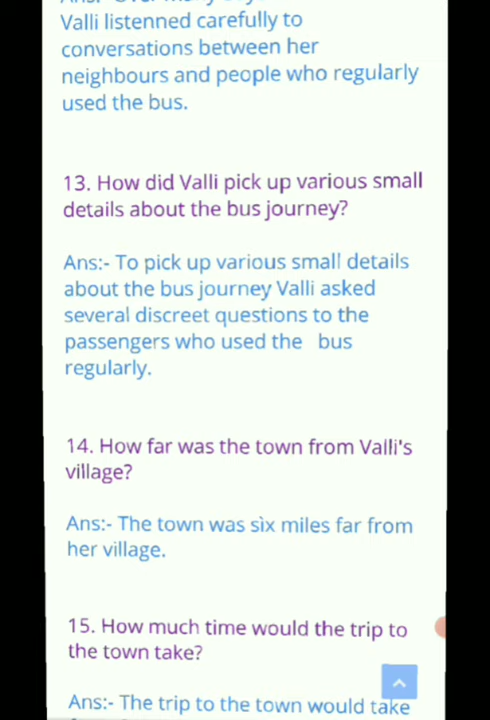 Valli listenned carefully to
conversations between her
neighbours and people who regularly
used the bus.
13. How did Valli pick up various small
details about the bus journey?
Ans:- To pick up various small details
about the bus journey Valli asked
several discreet questions to the
passengers who used the bus
regularly.
14. How far was the town from Valli's
village?
Ans:- The town was six miles far from
her village.
15. How much time would the trip to
the town take?
Ans:- The trip to the town would take